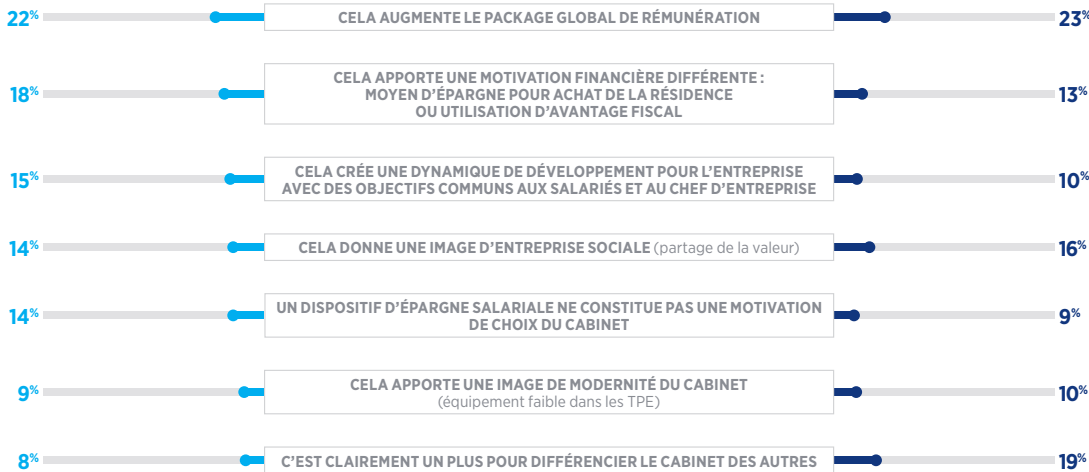 22% CELA AUGMENTE LE PACKAGE GLOBAL DE RÉMUNÉRATION 23%
CELA APPORTE UNE MOTIVATION FINANCIÈRE DIFFÉRENTE :
18% MOYEN D'ÉPARGNE POUR ACHAT DE LA RÉSIDENCE 13%
OU UTILISATION D'AVANTAGE FISCAL
CELA CRÉE UNE DYNAMIQUE DE DÉVELOPPEMENT POUR L'ENTREPRISE
15% AVEC DES OBJECTIFS COMMUNS AUX SALARIÉS ET AU CHEF D'ENTREPRISE 10%
14% CELA DONNE UNE IMAGE D'ENTREPRISE SOCIALE (partage de la valeur) 16%
UN DISPOSITIF D'ÉPARGNE SALARIALE NE CONSTITUE PAS UNE MOTIVATION
14% DE CHOIX DU CABINET 9%
CELA APPORTE UNE IMAGE DE MODERNITÉ DU CABINET
9% (équipement faible dans les TPE) 10%
8% C'EST CLAIREMENT UN PLUS POUR DIFFÉRENCIER LE CABINET DES AUTRES 19%